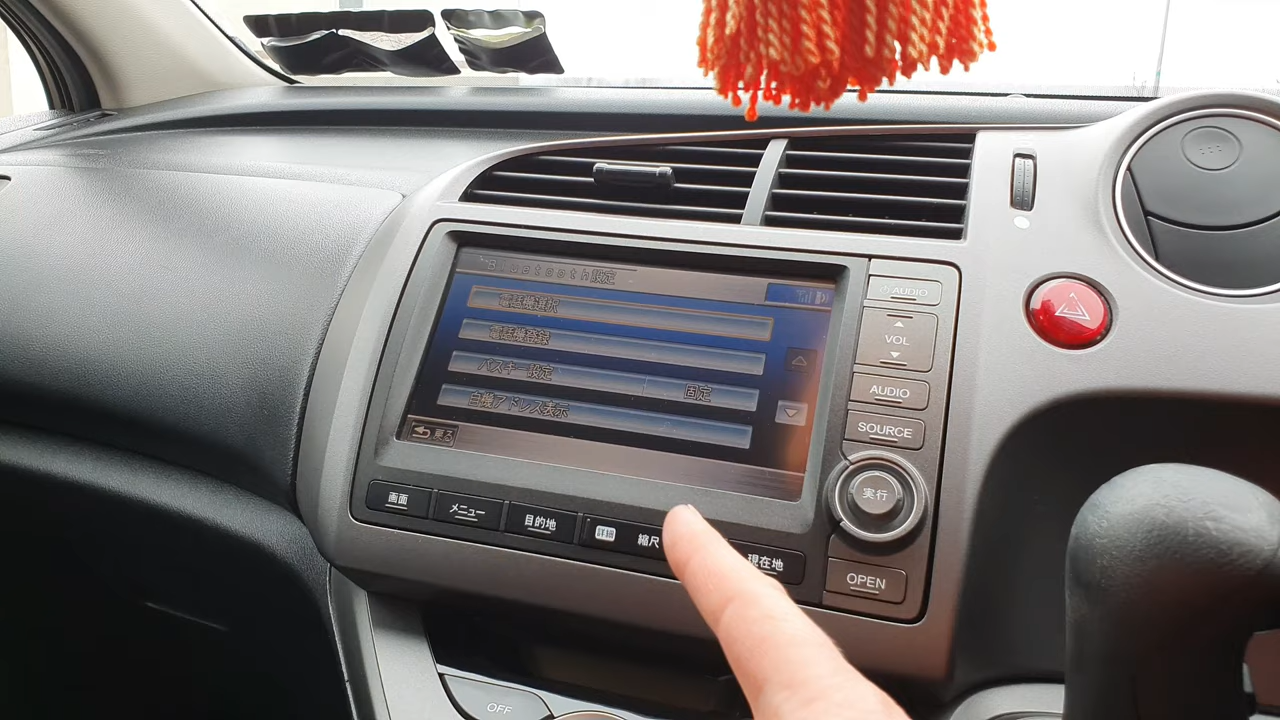 Bluetooth設定
電話機選択
電話機登録
パスキー設定 固定
自機アドレス表示
戻る
画面
メニュー
目的地
詳細
縮尺
現在地
AUDIO
VOL
AUDIO
SOURCE
実行
OPEN
OFF